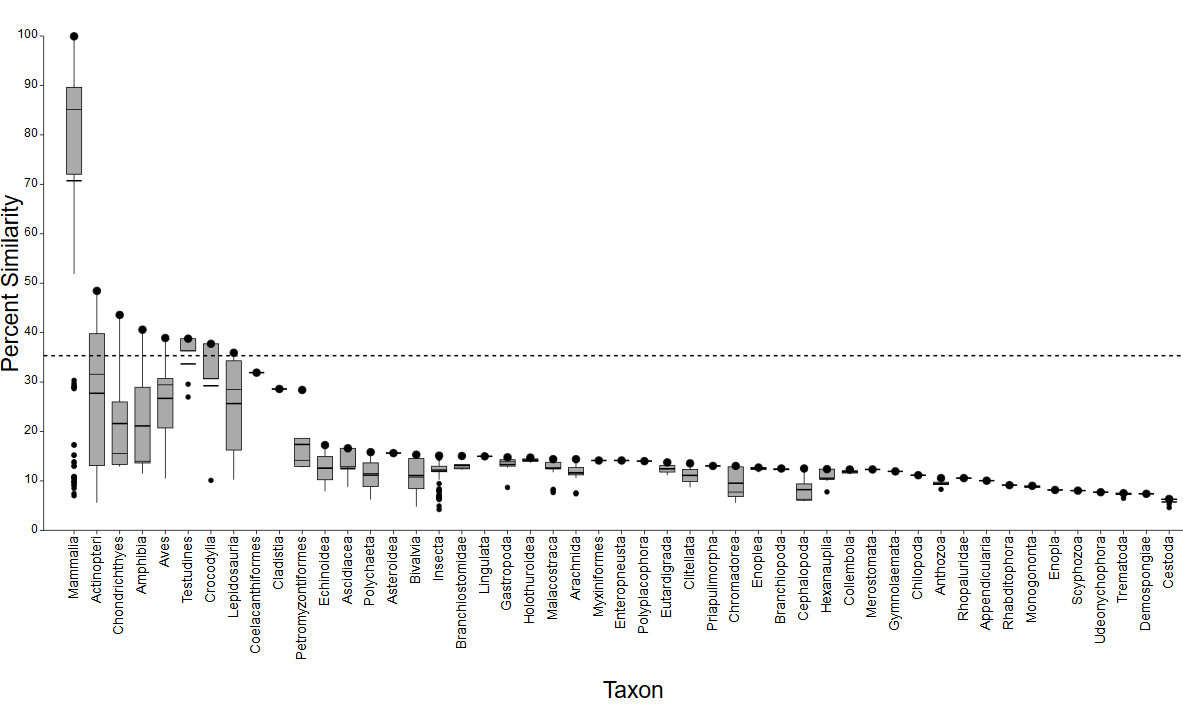 Percent Similarity
100
90
80
70
60
50
40
30
20
10
0
Mammalia
Actinopteri
Chondrichthyes
Amphibia
Aves
Testudines
Crocodylia
Lepidosauria
Coelacanthiformes
Cladistia
Petromyzontiformes
Echinoidea
Ascidiacea
Polychaeta
Asteroidea
Bivalvia
Insecta
Branchiostomidae
Lingulata
Gastropoda
Holothuroidea
Malacostraca
Arachnida
Myxiniformes
Enteropneusta
Polyplacophora
Eutardigrada
Clitellata
Priapulimorpha
Chromadorea
Enoplea
Branchiopoda
Cephalopoda
Hexanauplia
Collembola
Merostomata
Gymnolaemata
Chilopoda
Anthozoa
Rhopaluridae
Appendicularia
Rhabditophora
Monogononta
Enopla
Scyphozoa
Udeonychophora
Trematoda
Demospongiae
Cestoda
Taxon